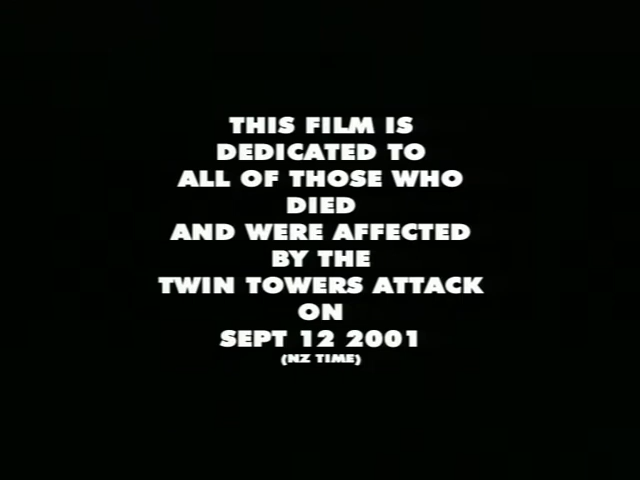 THIS FILM IS
DEDICATED TO
ALL OF THOSE WHO
DIED
AND WERE AFFECTED
BY THE
TWIN TOWERS ATTACK
ON
SEPT 12 2001
(NZ TIME)